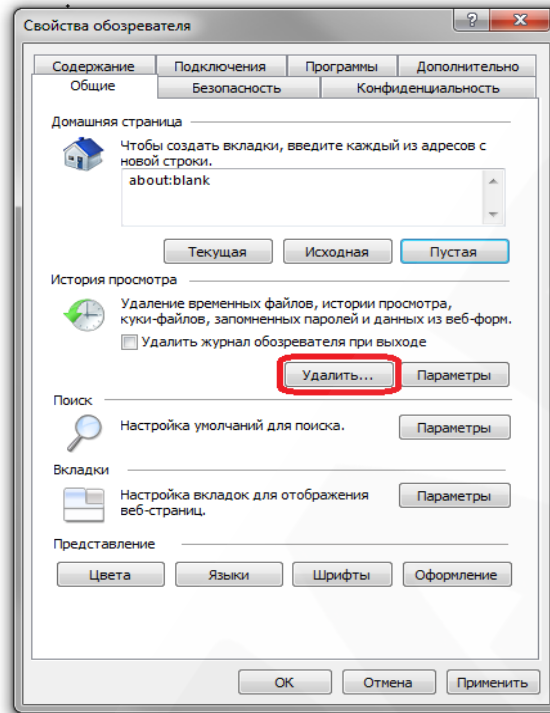 Свойства обозревателя
?
Содержание Подключения Программы Дополнительно
Общие Безопасность Конфиденциальность
Домашняя страница
Чтобы создать вкладки, введите каждый из адресов с
новой строки.
about:blank
Текущая Исходная Пустая
История просмотра
Удаление временных файлов, истории просмотра,
куки-файлов, запомненных паролей и данных из веб-форм.
Удалить журнал обозревателя при выходе
Удалить... Параметры
Поиск
Настройка умолчаний для поиска.
Параметры
Вкладки
Настройка вкладок для отображения
веб-страниц.
Параметры
Представление
Цвета Языки Шрифты Оформление
ОК Отмена Применить